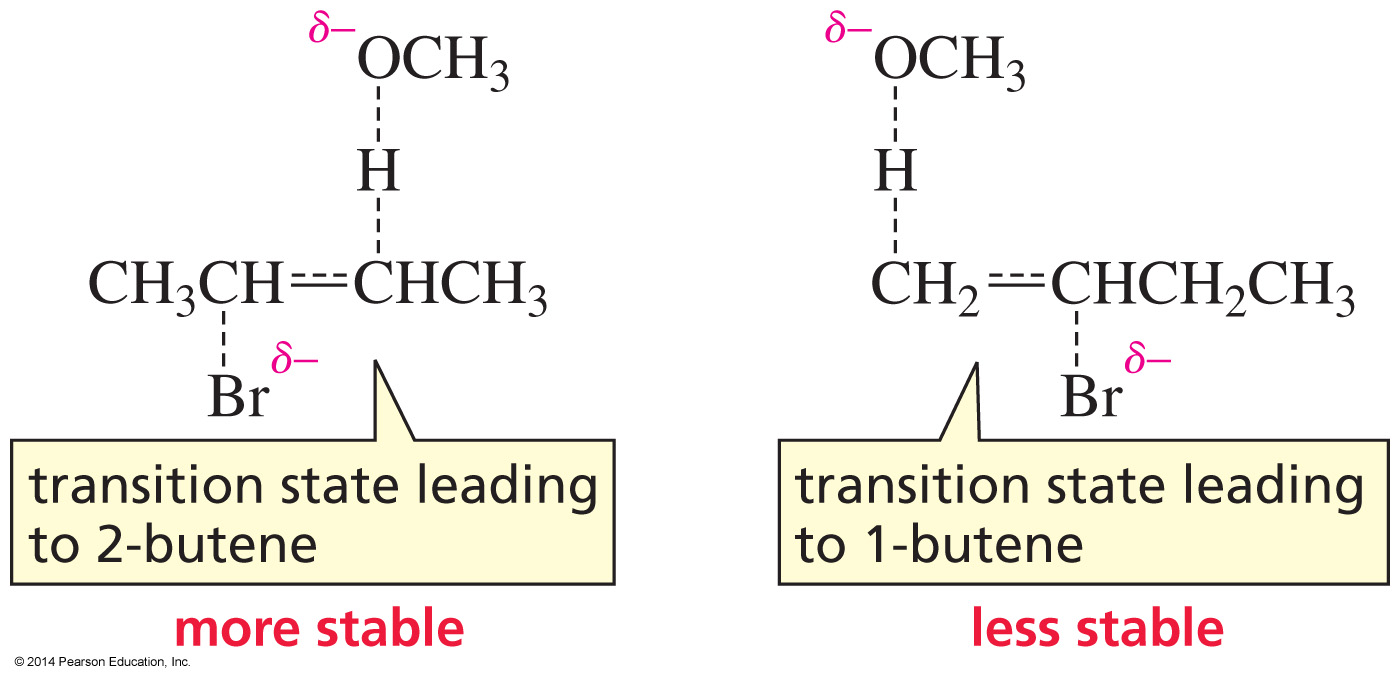 δ− δ−
OCH₃ OCH₃
H H
CH₃CH CHCH₃ CH₂ CHCH₂CH₃
Br δ− Br δ−
transition state leading
to 2-butene
transition state leading
to 1-butene
more stable
less stable
© 2014 Pearson Education, Inc.